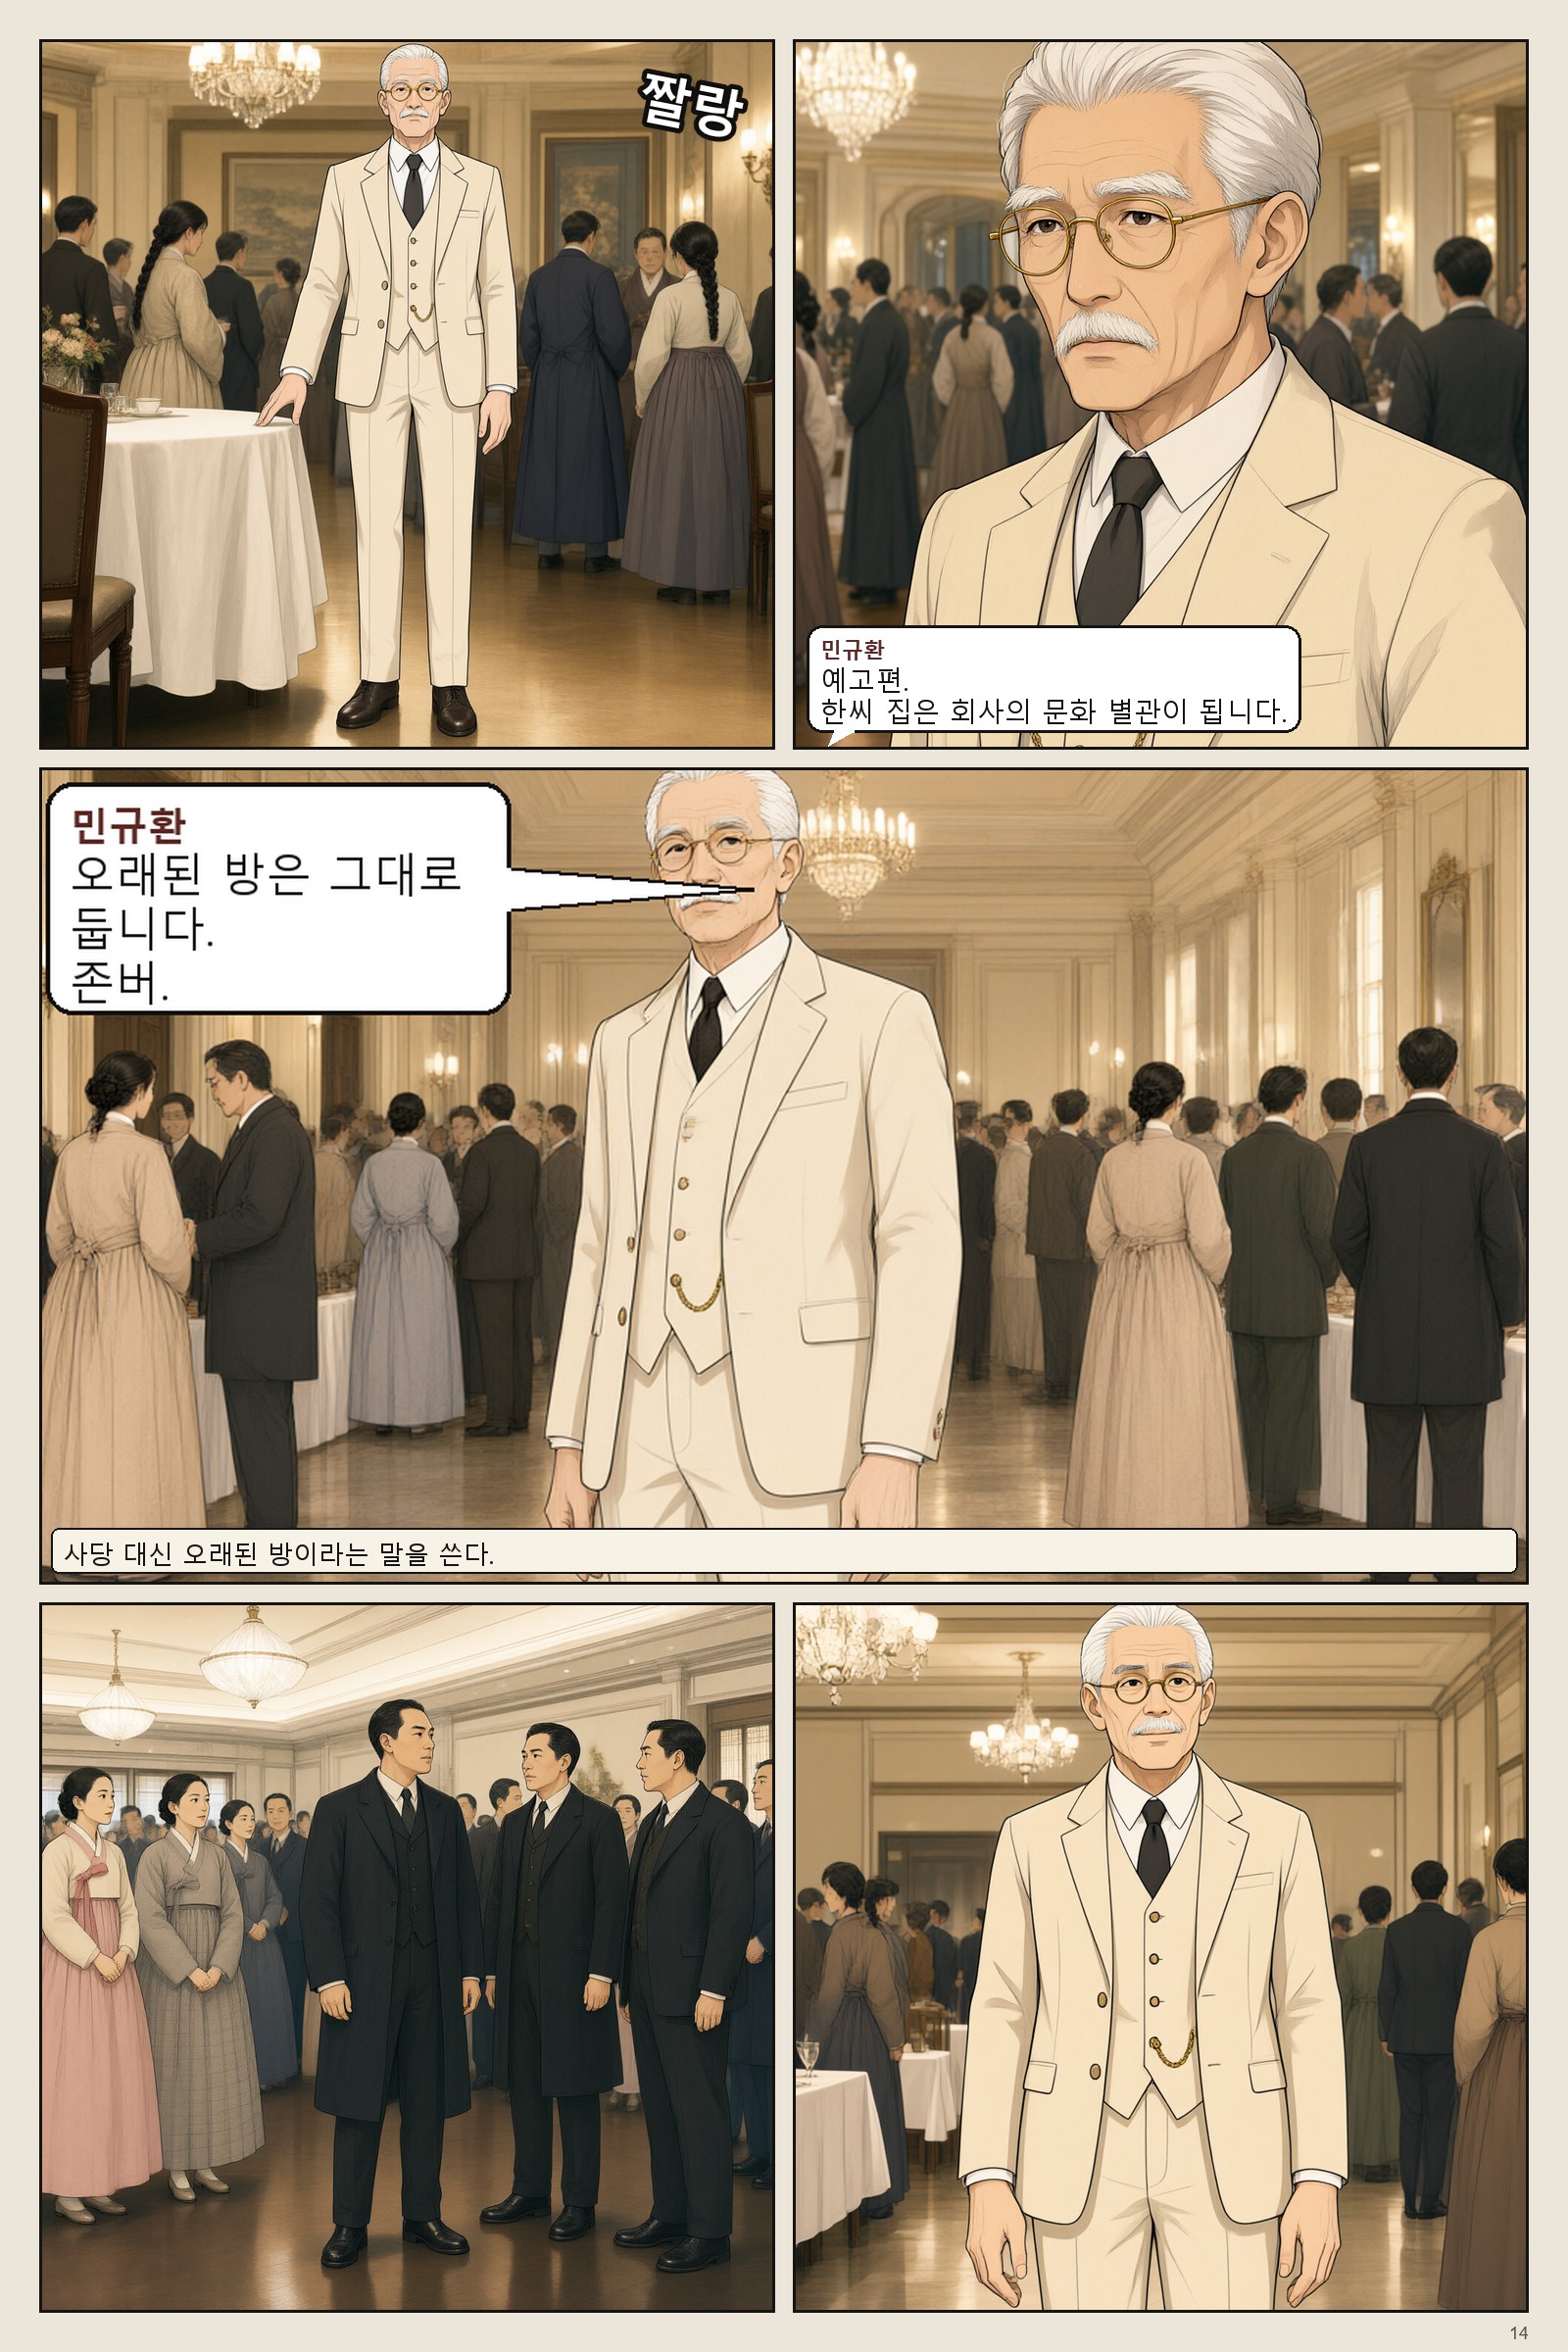 짤랑
민규환
예고편.
한씨 집은 회사의 문화 별관이 됩니다.
민규환
오래된 방은 그대로
둡니다.
존버.
사당 대신 오래된 방이라는 말을 쓴다.
14